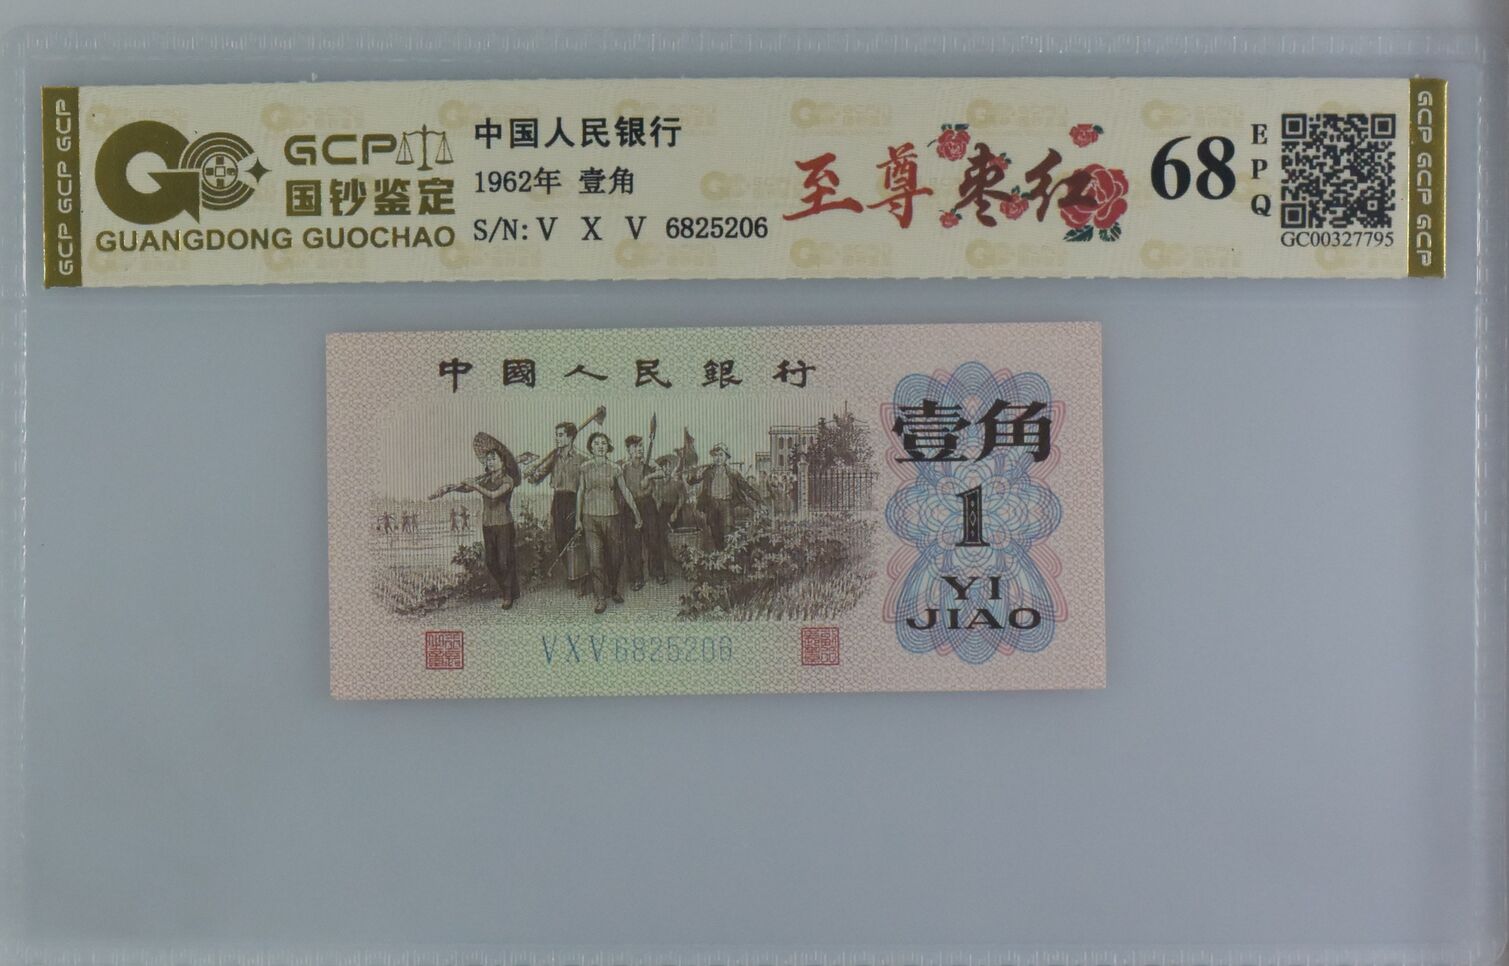 GCP GCP GCP
GCP
国钞鉴定
GUANGDONG GUOCHAO
中国人民银行
1962年 壹角
S/N: V X V 6825206
至尊枣红
68
EPQ
GC00327795
GCP GCP GCP
中國人民銀行
壹角
1
YI
JIAO
VXV6825206